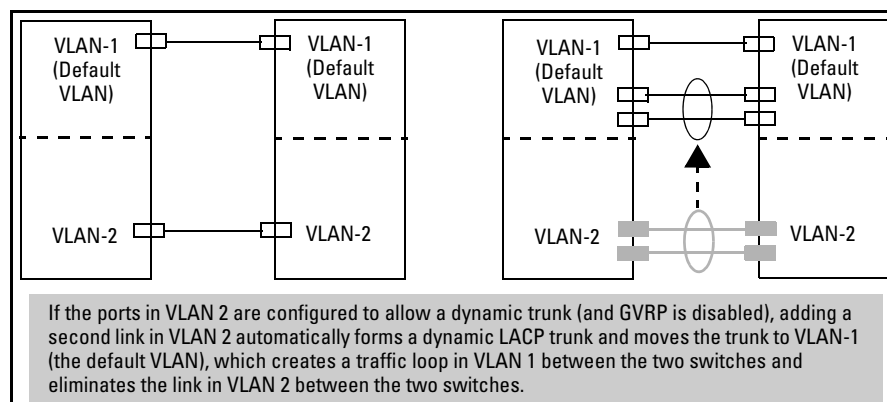 VLAN-1
(Default
VLAN)
VLAN-1
(Default
VLAN)
VLAN-2
VLAN-2
VLAN-1
(Default
VLAN)
VLAN-1
(Default
VLAN)
VLAN-2
VLAN-2
If the ports in VLAN 2 are configured to allow a dynamic trunk (and GVRP is disabled), adding a
second link in VLAN 2 automatically forms a dynamic LACP trunk and moves the trunk to VLAN-1
(the default VLAN), which creates a traffic loop in VLAN 1 between the two switches and
eliminates the link in VLAN 2 between the two switches.